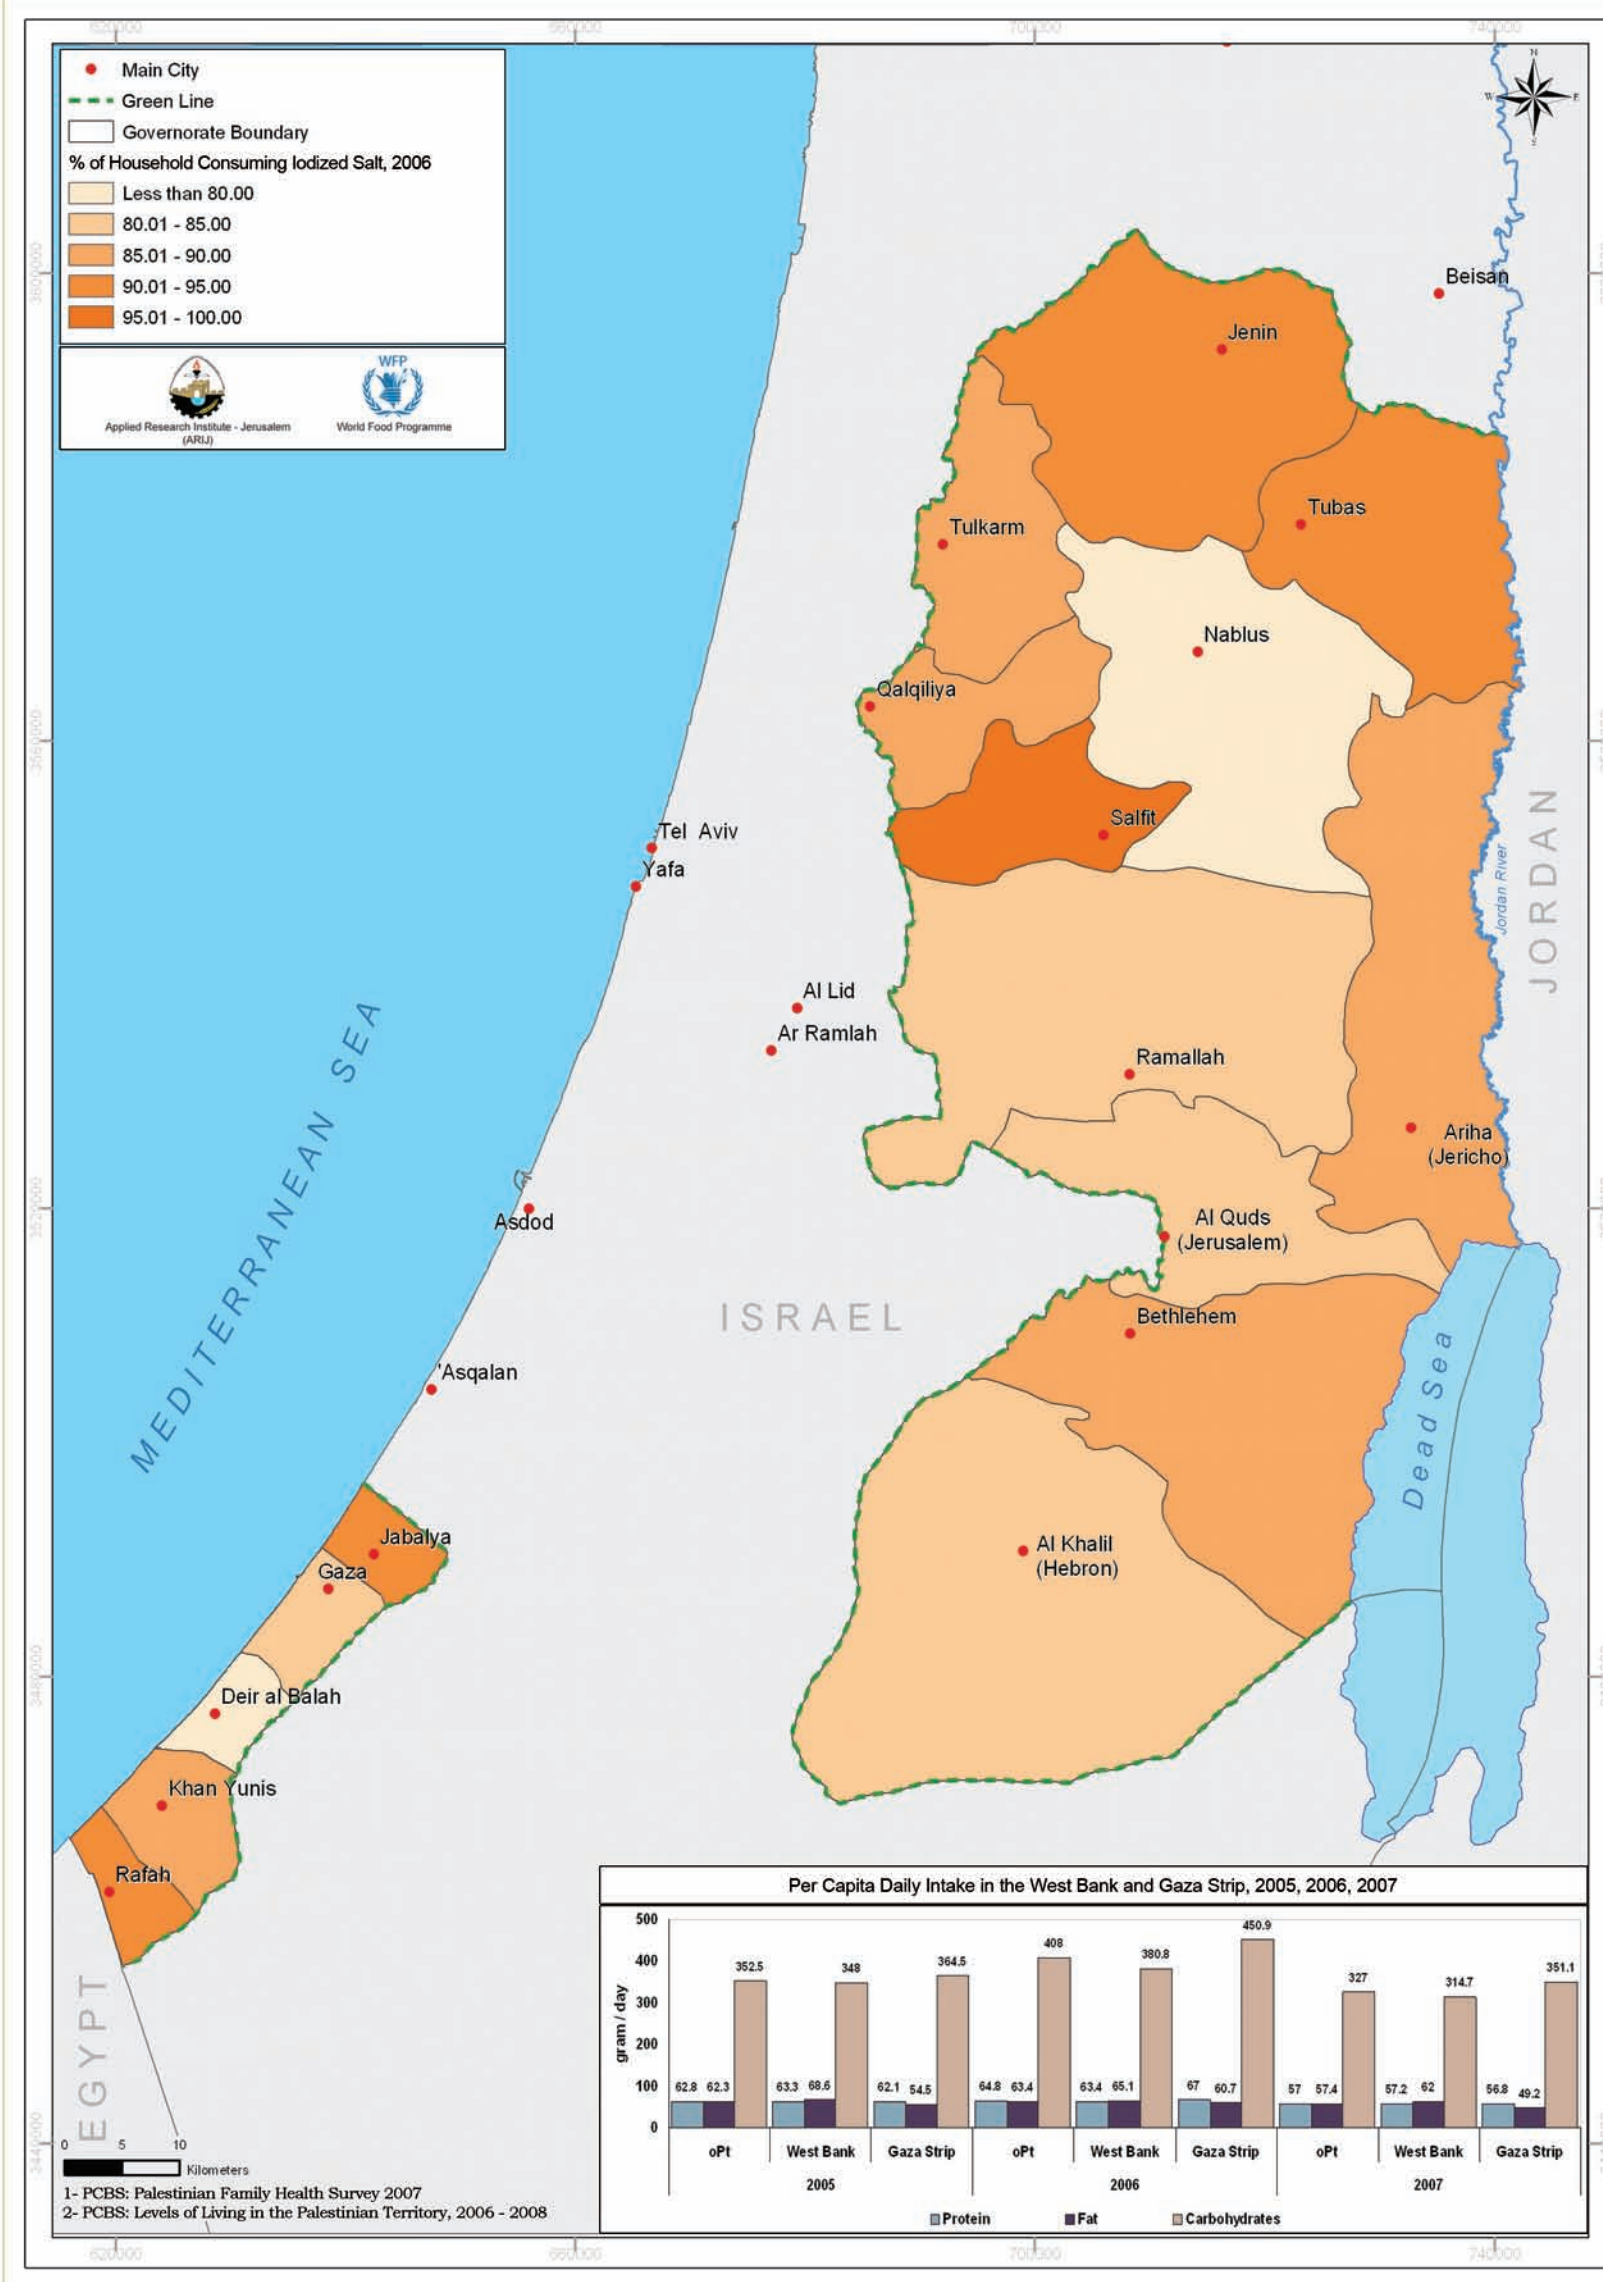 620000
660000
700000
740000
Main City
Green Line
Governorate Boundary
% of Household Consuming Iodized Salt, 2006
Less than 80.00
80.01 - 85.00
85.01 - 90.00
90.01 - 95.00
95.01 - 100.00
Applied Research Institute - Jerusalem
(ARIJ)
WFP
World Food Programme
N
W
E
S
3600000
3560000
3520000
3480000
3440000
Beisan
Jenin
Tubas
Tulkarm
Nablus
Qalqiliya
Salfit
Tel Aviv
Yafa
Jordan River
JORDAN
Al Lid
Ar Ramlah
Ramallah
Ariha
(Jericho)
MEDITERRANEAN SEA
Asdod
Al Quds
(Jerusalem)
ISRAEL
Bethlehem
'Asqalan
Dead Sea
Jabalya
Gaza
Al Khalil
(Hebron)
Deir al Balah
Khan Yunis
Rafah
EGYPT
0 5 10
Kilometers
1- PCBS: Palestinian Family Health Survey 2007
2- PCBS: Levels of Living in the Palestinian Territory, 2006 - 2008
Per Capita Daily Intake in the West Bank and Gaza Strip, 2005, 2006, 2007
gram / day
500
400
300
200
100
0
62.8 62.3 352.5
63.3 68.6 348
62.1 54.5 364.5
64.8 63.4 408
63.4 65.1 380.8
67 60.7 450.9
57 57.4 327
57.2 62 314.7
56.8 49.2 351.1
oPt West Bank Gaza Strip oPt West Bank Gaza Strip oPt West Bank Gaza Strip
2005 2006 2007
Protein Fat Carbohydrates
620000
660000
700000
740000